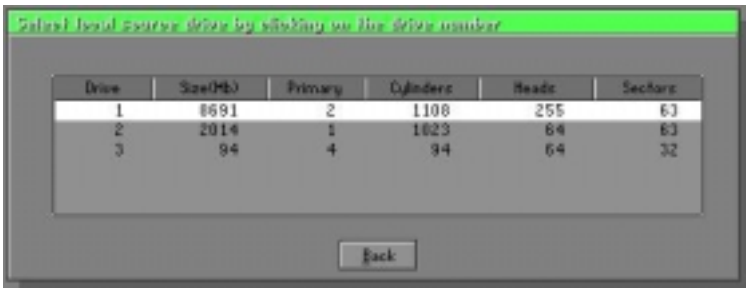 Select local source drive by clicking on the drive number
Drive Size(Mb) Primary Cylinders Heads Sectors
1 8691 2 1108 255 63
2 2014 1 1023 64 63
3 94 4 94 64 32
Back